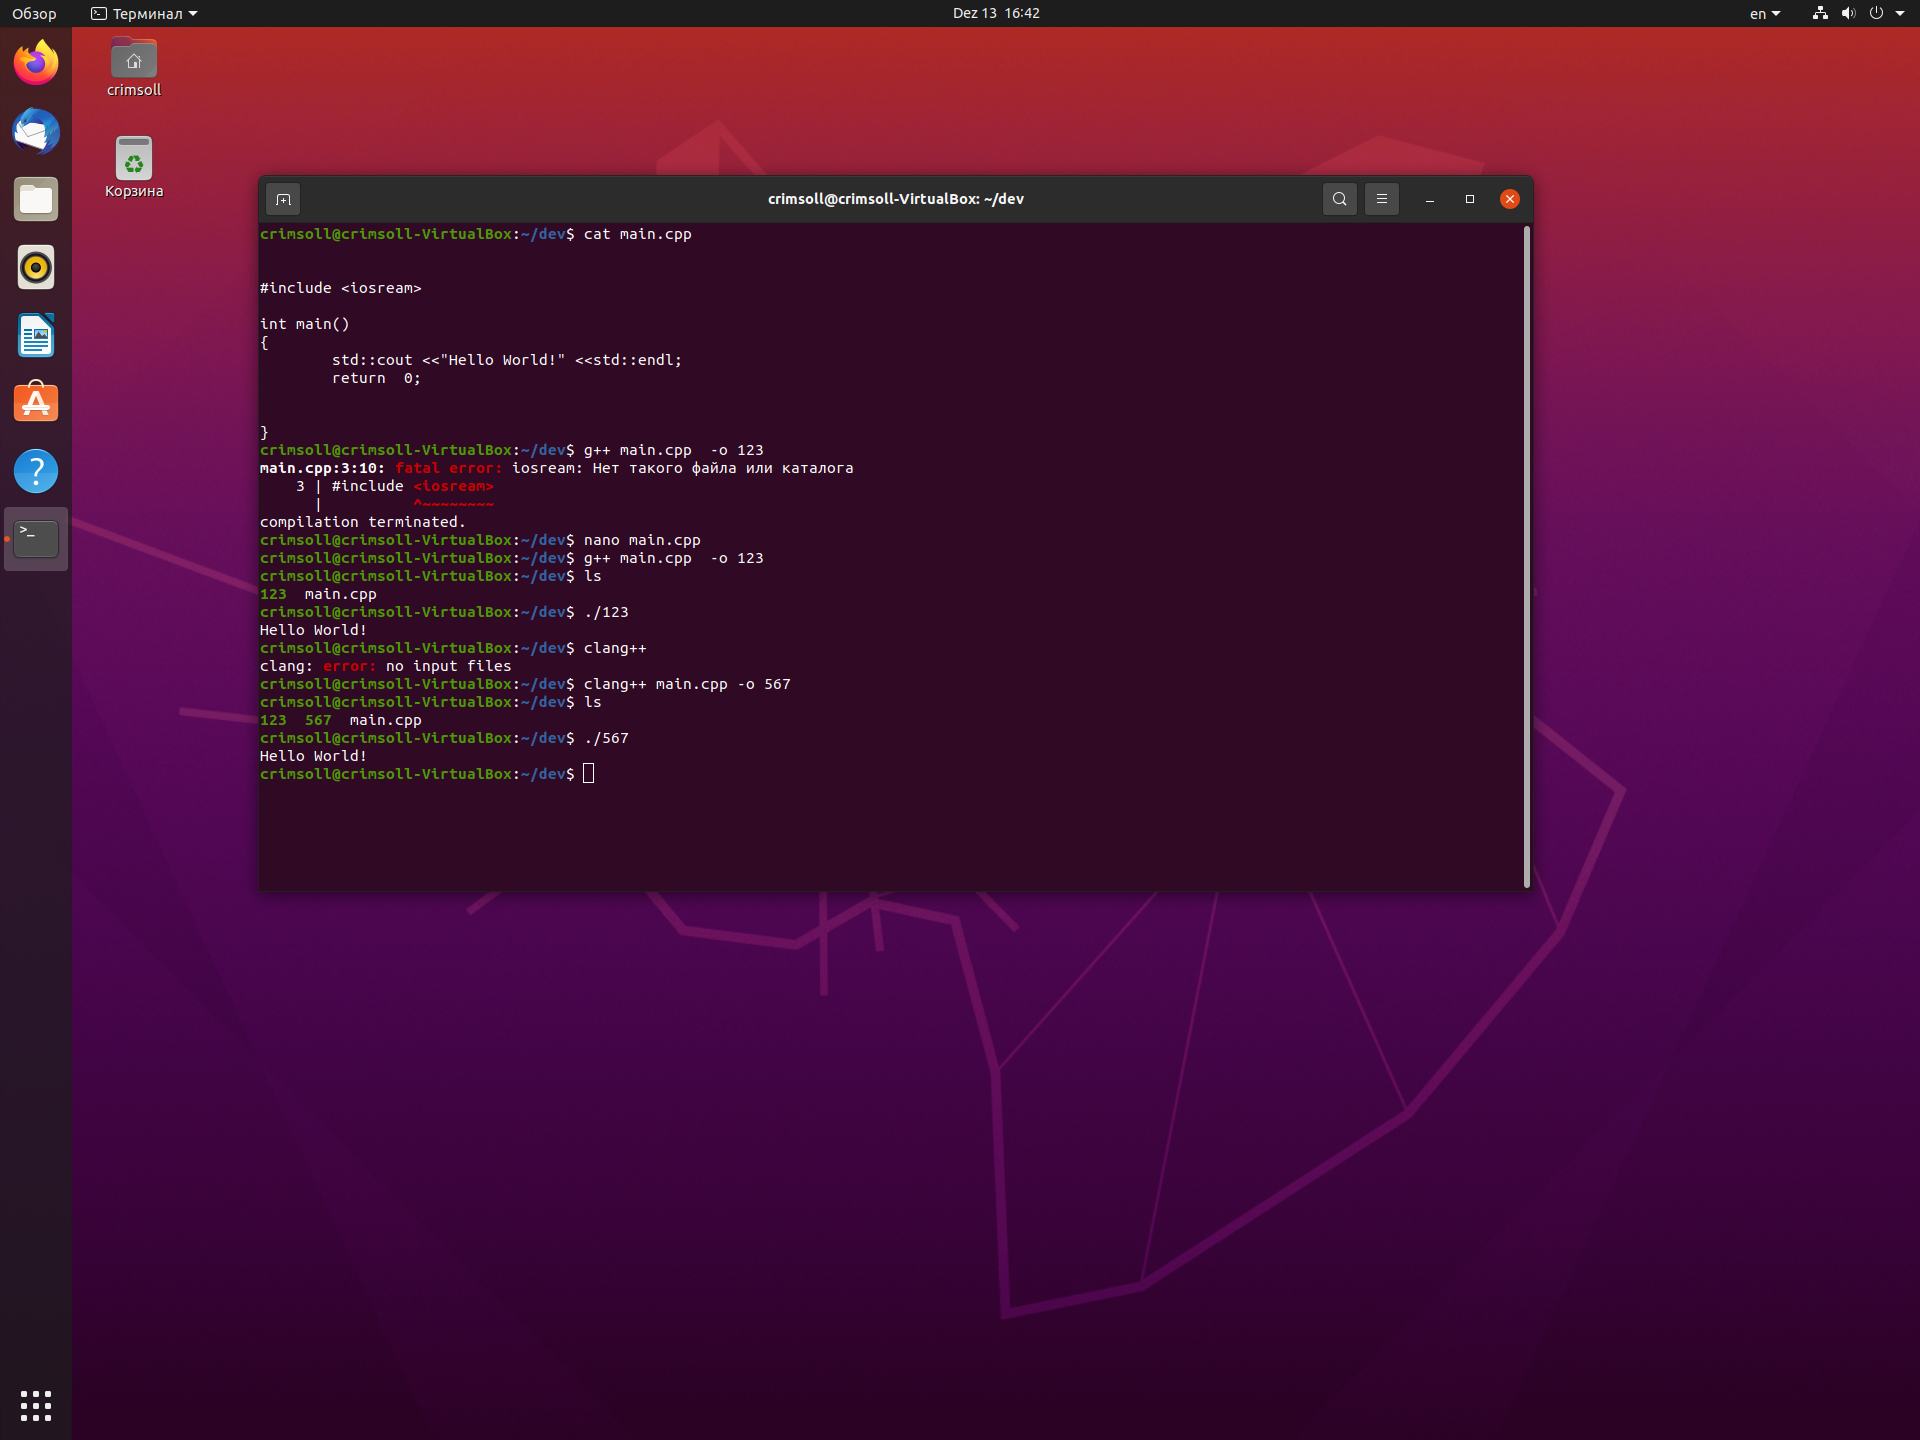 Обзор
Терминал
Dez 13 16:42
en
crimsoll
Корзина
crimsoll@crimsoll-VirtualBox: ~/dev
crimsoll@crimsoll-VirtualBox:~/dev$ cat main.cpp
#include <iosream>
int main()
{
        std::cout <<"Hello World!" <<std::endl;
        return  0;
}
crimsoll@crimsoll-VirtualBox:~/dev$ g++ main.cpp  -o 123
main.cpp:3:10: fatal error: iosream: Нет такого файла или каталога
    3 | #include <iosream>
      |          ^~~~~~~~~
compilation terminated.
crimsoll@crimsoll-VirtualBox:~/dev$ nano main.cpp
crimsoll@crimsoll-VirtualBox:~/dev$ g++ main.cpp  -o 123
crimsoll@crimsoll-VirtualBox:~/dev$ ls
123  main.cpp
crimsoll@crimsoll-VirtualBox:~/dev$ ./123
Hello World!
crimsoll@crimsoll-VirtualBox:~/dev$ clang++
clang: error: no input files
crimsoll@crimsoll-VirtualBox:~/dev$ clang++ main.cpp -o 567
crimsoll@crimsoll-VirtualBox:~/dev$ ls
123  567  main.cpp
crimsoll@crimsoll-VirtualBox:~/dev$ ./567
Hello World!
crimsoll@crimsoll-VirtualBox:~/dev$